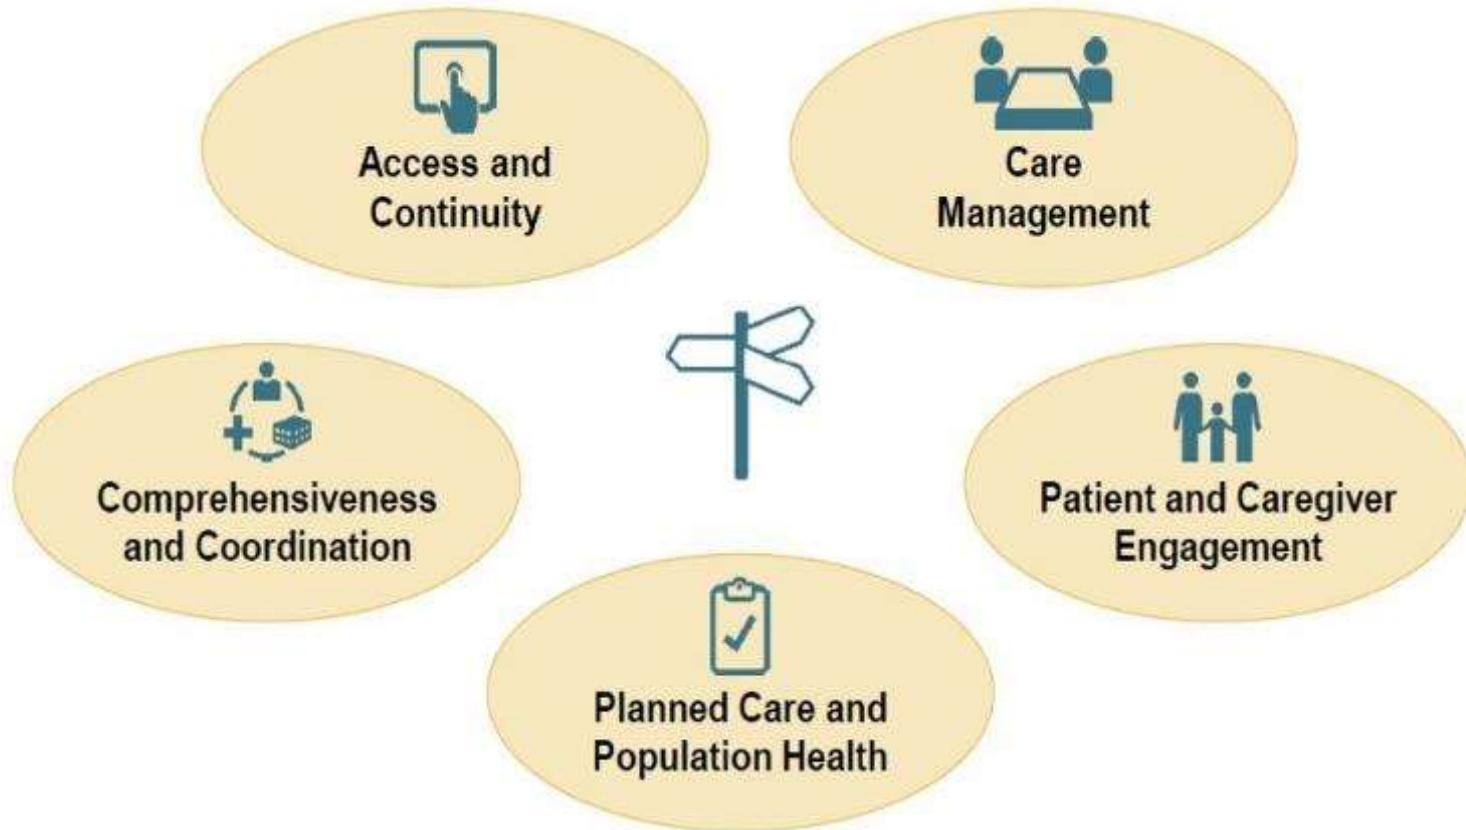 Access and
Continuity
Care
Management
Comprehensiveness
and Coordination
Patient and Caregiver
Engagement
Planned Care and
Population Health